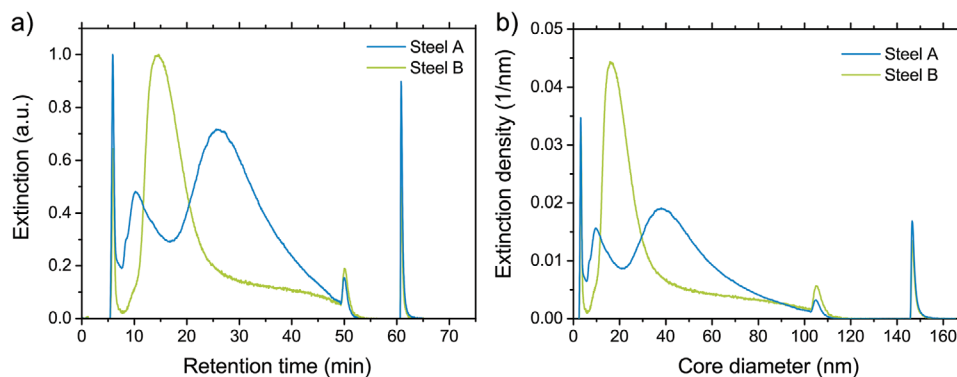 a)
Extinction (a.u.)
1.0
0.8
0.6
0.4
0.2
0.0
Steel A
Steel B
0 10 20 30 40 50 60 70
Retention time (min)
b)
Extinction density (1/nm)
0.05
0.04
0.03
0.02
0.01
0.00
Steel A
Steel B
0 20 40 60 80 100 120 140 160
Core diameter (nm)